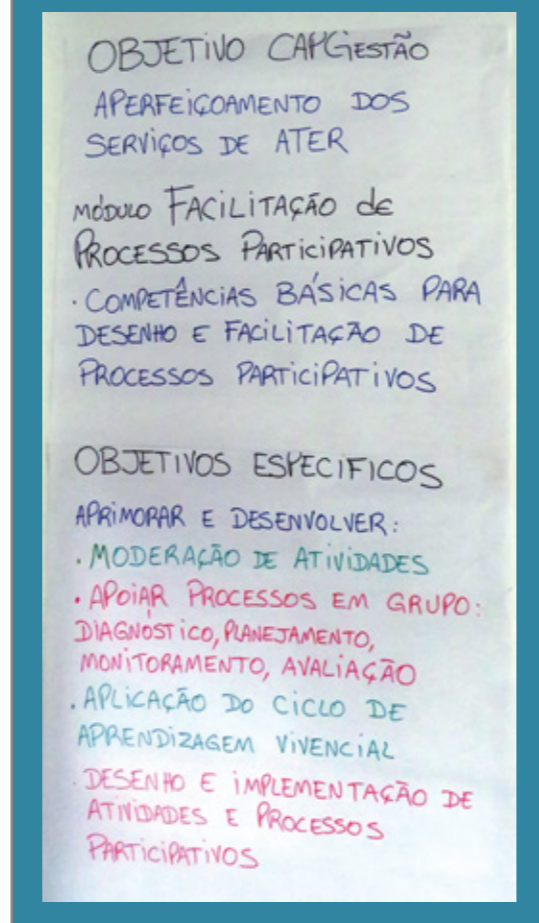 OBJETIVO CAPGESTÃO
APERFEIÇOAMENTO DOS
SERVIÇOS DE ATER
MÓDULO FACILITAÇÃO de
PROCESSOS PARTICIPATIVOS
· COMPETÊNCIAS BÁSICAS PARA
DESENHO E FACILITAÇÃO DE
PROCESSOS PARTICIPATIVOS
OBJETIVOS ESPECIFICOS
APRIMORAR E DESENVOLVER:
· MODERAÇÃO DE ATIVIDADES
· APOIAR PROCESSOS EM GRUPO:
DIAGNÓSTICO, PLANEJAMENTO,
MONITORAMENTO, AVALIAÇÃO
· APLICAÇÃO DO CICLO DE
APRENDIZAGEM VIVENCIAL
· DESENHO E IMPLEMENTAÇÃO DE
ATIVIDADES E PROCESSOS
PARTICIPATIVOS